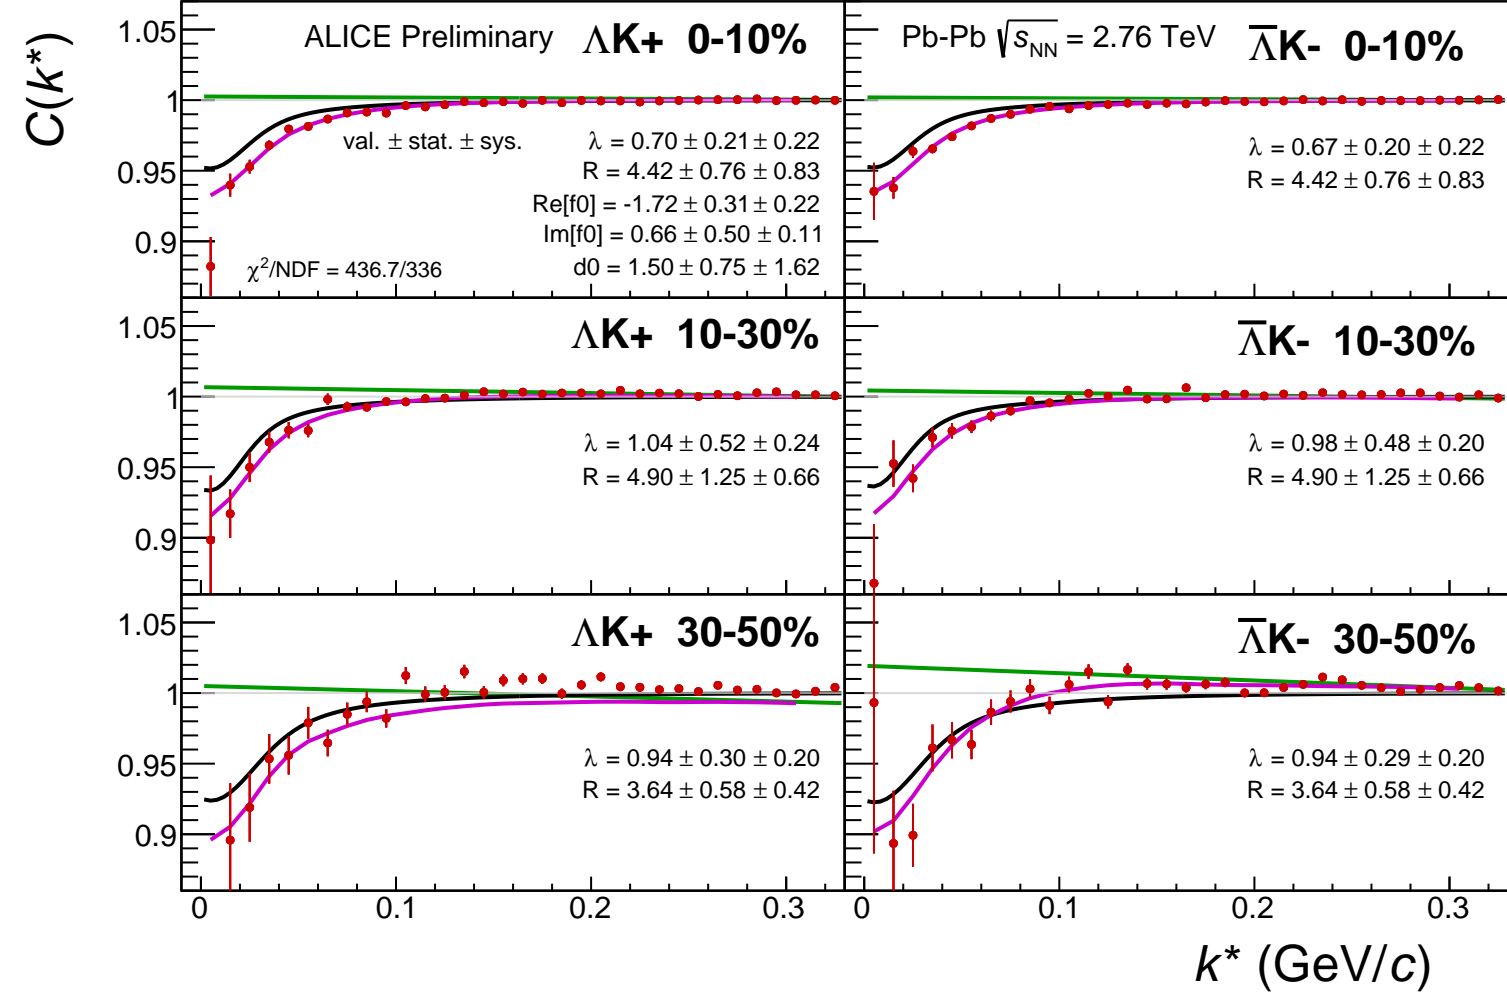 C(k*)
1.05
1
0.95
0.9
ALICE Preliminary ΛK+ 0-10%
val. ± stat. ± sys.
λ = 0.70 ± 0.21 ± 0.22
R = 4.42 ± 0.76 ± 0.83
Re[f0] = -1.72 ± 0.31 ± 0.22
Im[f0] = 0.66 ± 0.50 ± 0.11
d0 = 1.50 ± 0.75 ± 1.62
χ²/NDF = 436.7/336
Pb-Pb √s_NN = 2.76 TeV Λ̅K- 0-10%
λ = 0.67 ± 0.20 ± 0.22
R = 4.42 ± 0.76 ± 0.83
1.05
1
0.95
0.9
ΛK+ 10-30%
λ = 1.04 ± 0.52 ± 0.24
R = 4.90 ± 1.25 ± 0.66
Λ̅K- 10-30%
λ = 0.98 ± 0.48 ± 0.20
R = 4.90 ± 1.25 ± 0.66
1.05
1
0.95
0.9
ΛK+ 30-50%
λ = 0.94 ± 0.30 ± 0.20
R = 3.64 ± 0.58 ± 0.42
Λ̅K- 30-50%
λ = 0.94 ± 0.29 ± 0.20
R = 3.64 ± 0.58 ± 0.42
0 0.1 0.2 0.3 0 0.1 0.2 0.3
k* (GeV/c)